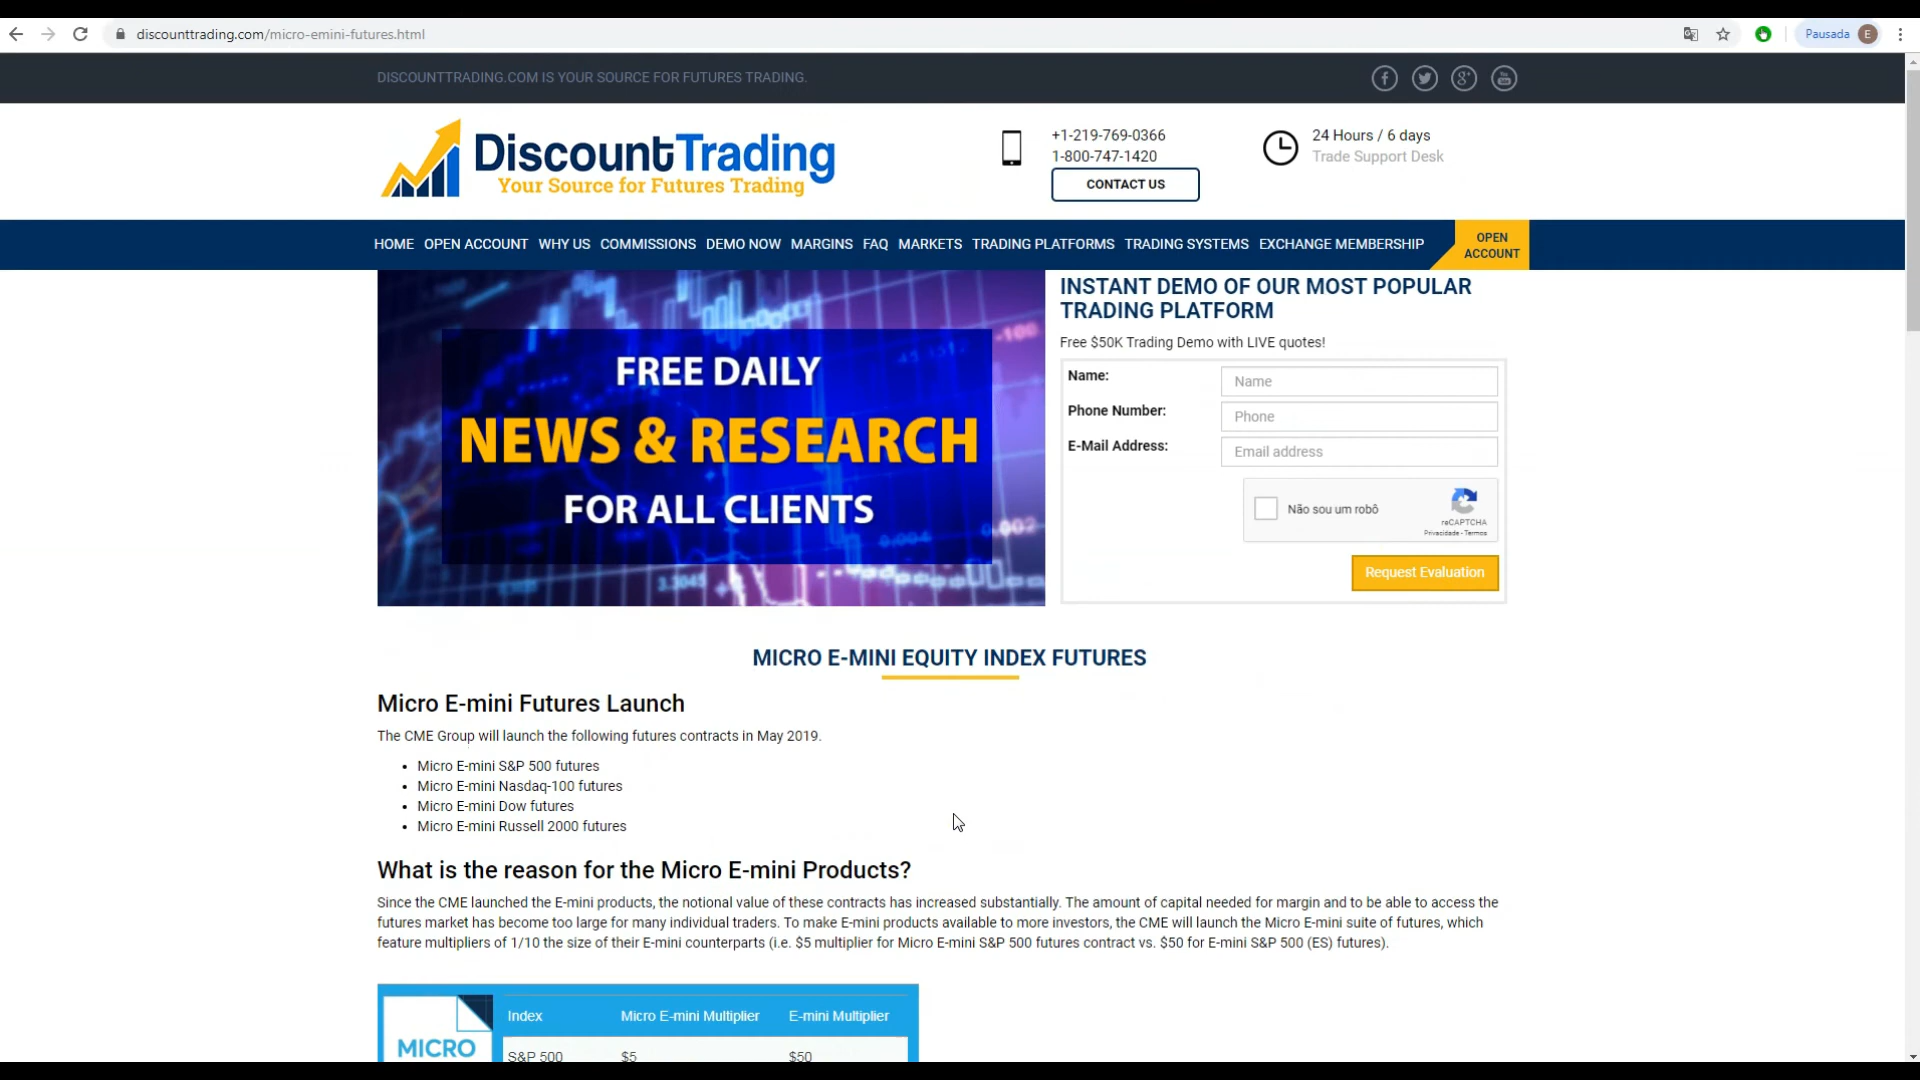 discounttrading.com/micro-emini-futures.html
Pausada
E
DISCOUNTTRADING.COM IS YOUR SOURCE FOR FUTURES TRADING.
DiscountTrading
Your Source for Futures Trading
+1-219-769-0366
1-800-747-1420
CONTACT US
24 Hours / 6 days
Trade Support Desk
HOME OPEN ACCOUNT WHY US COMMISSIONS DEMO NOW MARGINS FAQ MARKETS TRADING PLATFORMS TRADING SYSTEMS EXCHANGE MEMBERSHIP
OPEN
ACCOUNT
FREE DAILY
NEWS & RESEARCH
FOR ALL CLIENTS
-100
0.002
0.004
3.3045
INSTANT DEMO OF OUR MOST POPULAR
TRADING PLATFORM
Free $50K Trading Demo with LIVE quotes!
Name:
Name
Phone Number:
Phone
E-Mail Address:
Email address
Não sou um robô
reCAPTCHA
Privacidade - Termos
Request Evaluation
MICRO E-MINI EQUITY INDEX FUTURES
Micro E-mini Futures Launch
The CME Group will launch the following futures contracts in May 2019.
• Micro E-mini S&P 500 futures
• Micro E-mini Nasdaq-100 futures
• Micro E-mini Dow futures
• Micro E-mini Russell 2000 futures
What is the reason for the Micro E-mini Products?
Since the CME launched the E-mini products, the notional value of these contracts has increased substantially. The amount of capital needed for margin and to be able to access the
futures market has become too large for many individual traders. To make E-mini products available to more investors, the CME will launch the Micro E-mini suite of futures, which
feature multipliers of 1/10 the size of their E-mini counterparts (i.e. $5 multiplier for Micro E-mini S&P 500 futures contract vs. $50 for E-mini S&P 500 (ES) futures).
MICRO
Index Micro E-mini Multiplier E-mini Multiplier
S&P 500 $5 $50